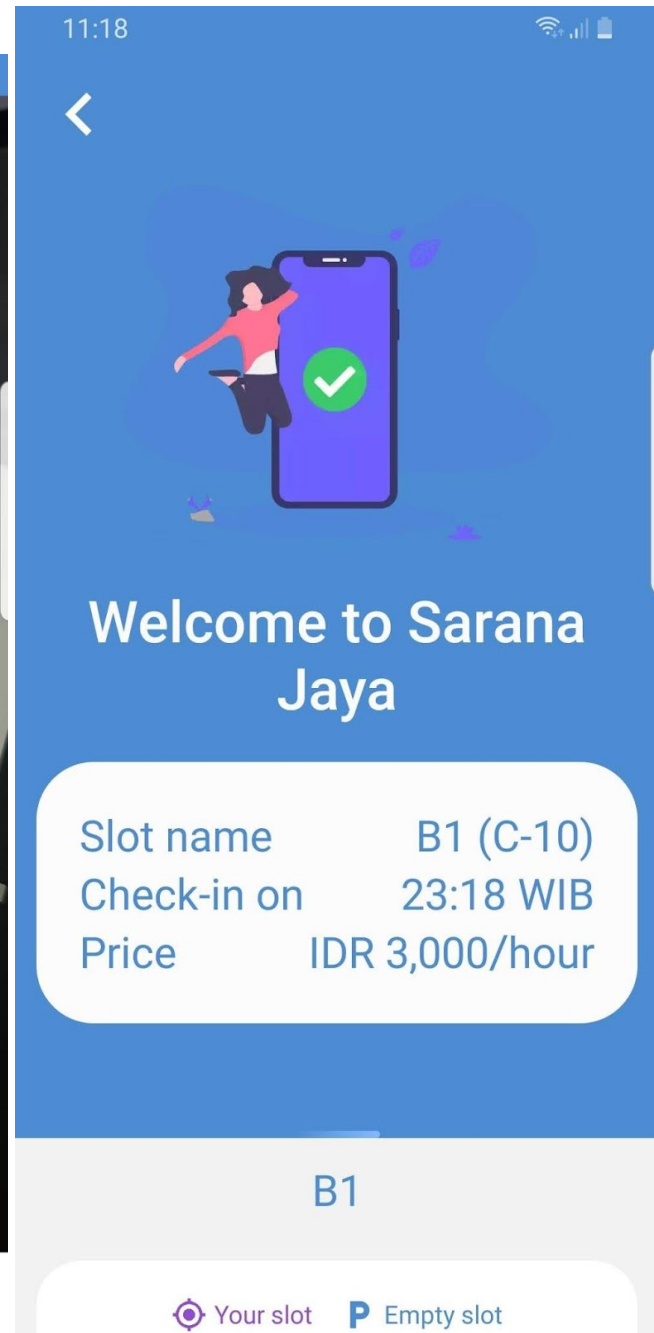 11:18
Welcome to Sarana
Jaya
Slot name B1 (C-10)
Check-in on 23:18 WIB
Price IDR 3,000/hour
B1
Your slot P Empty slot